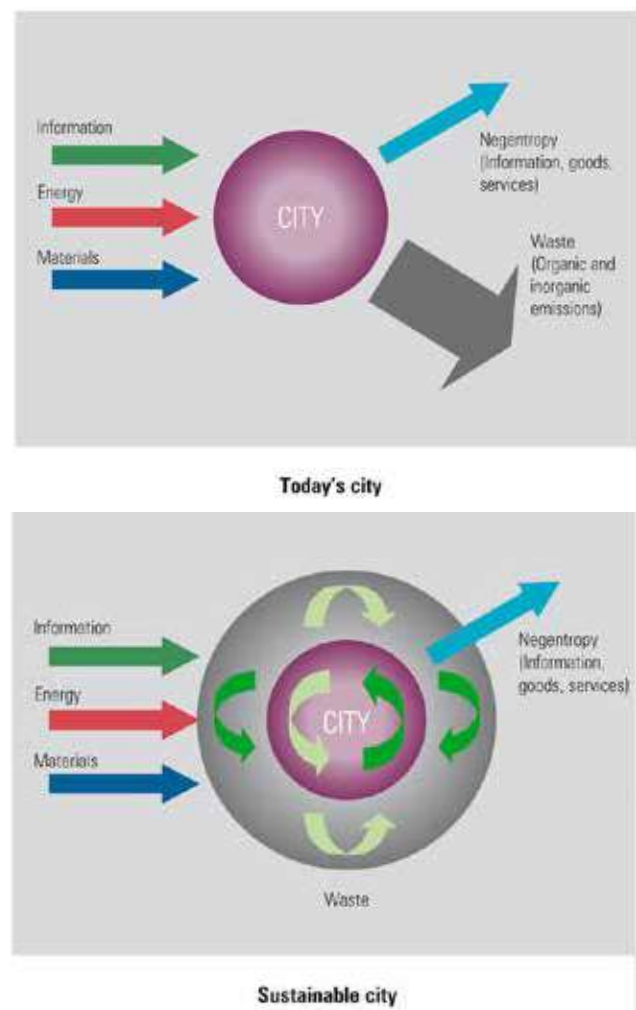 Information
Energy
Materials
CITY
Negentropy
(Information, goods,
services)
Waste
(Organic and
inorganic
emissions)
Today's city
Information
Energy
Materials
CITY
Negentropy
(Information,
goods, services)
Waste
Sustainable city